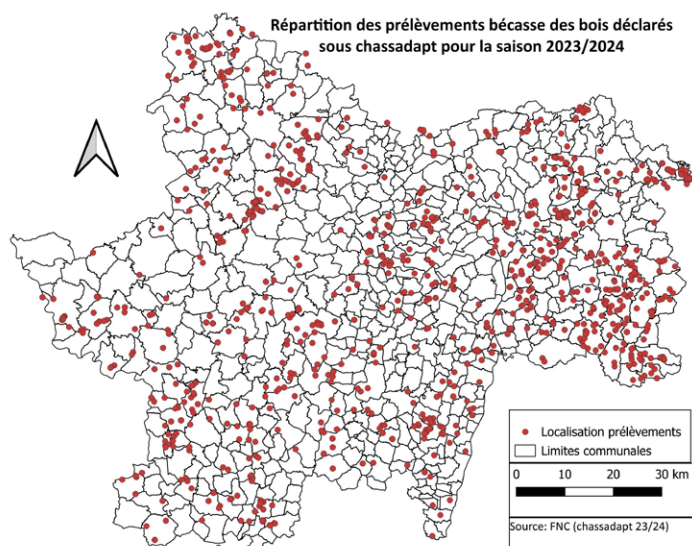 Répartition des prélèvements bécasse des bois déclarés
sous chassadapt pour la saison 2023/2024
Localisation prélèvements
Limites communales
0 10 20 30 km
Source: FNC (chassadapt 23/24)